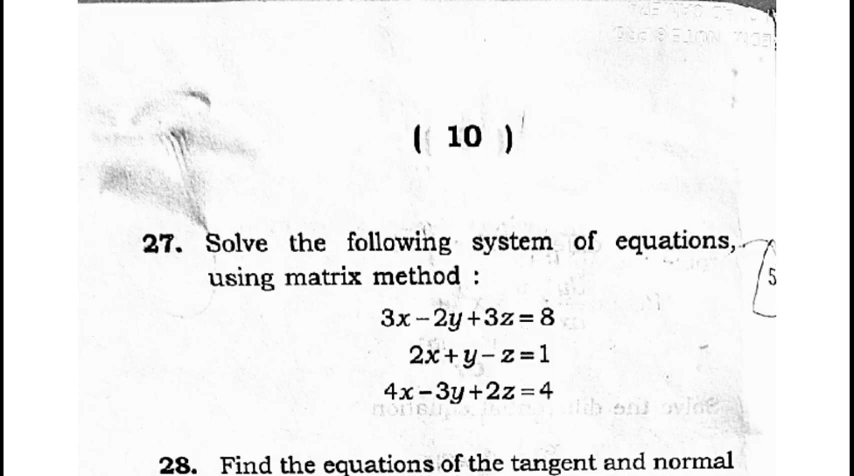 ( 10 )
27. Solve the following system of equations,
using matrix method :
3x-2y+3z=8
2x+y-z=1
4x-3y+2z=4
5
28. Find the equations of the tangent and normal